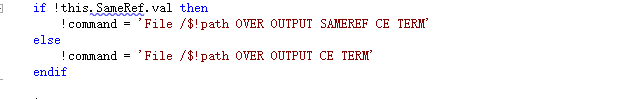 if !this.SameRef.val then
!command = 'File /$!path OVER OUTPUT SAMEREF CE TERM'
else
!command = 'File /$!path OVER OUTPUT CE TERM'
endif